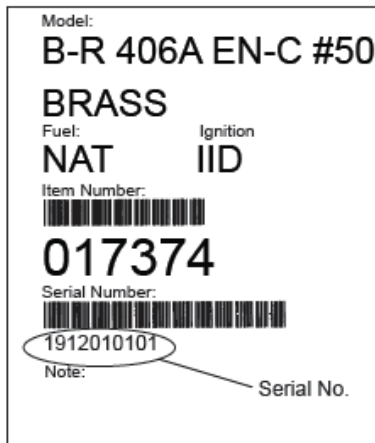 Model:
B-R 406A EN-C #50
BRASS
Fuel: Ignition
NAT IID
Item Number:
017374
Serial Number:
1912010101
Note:
Serial No.